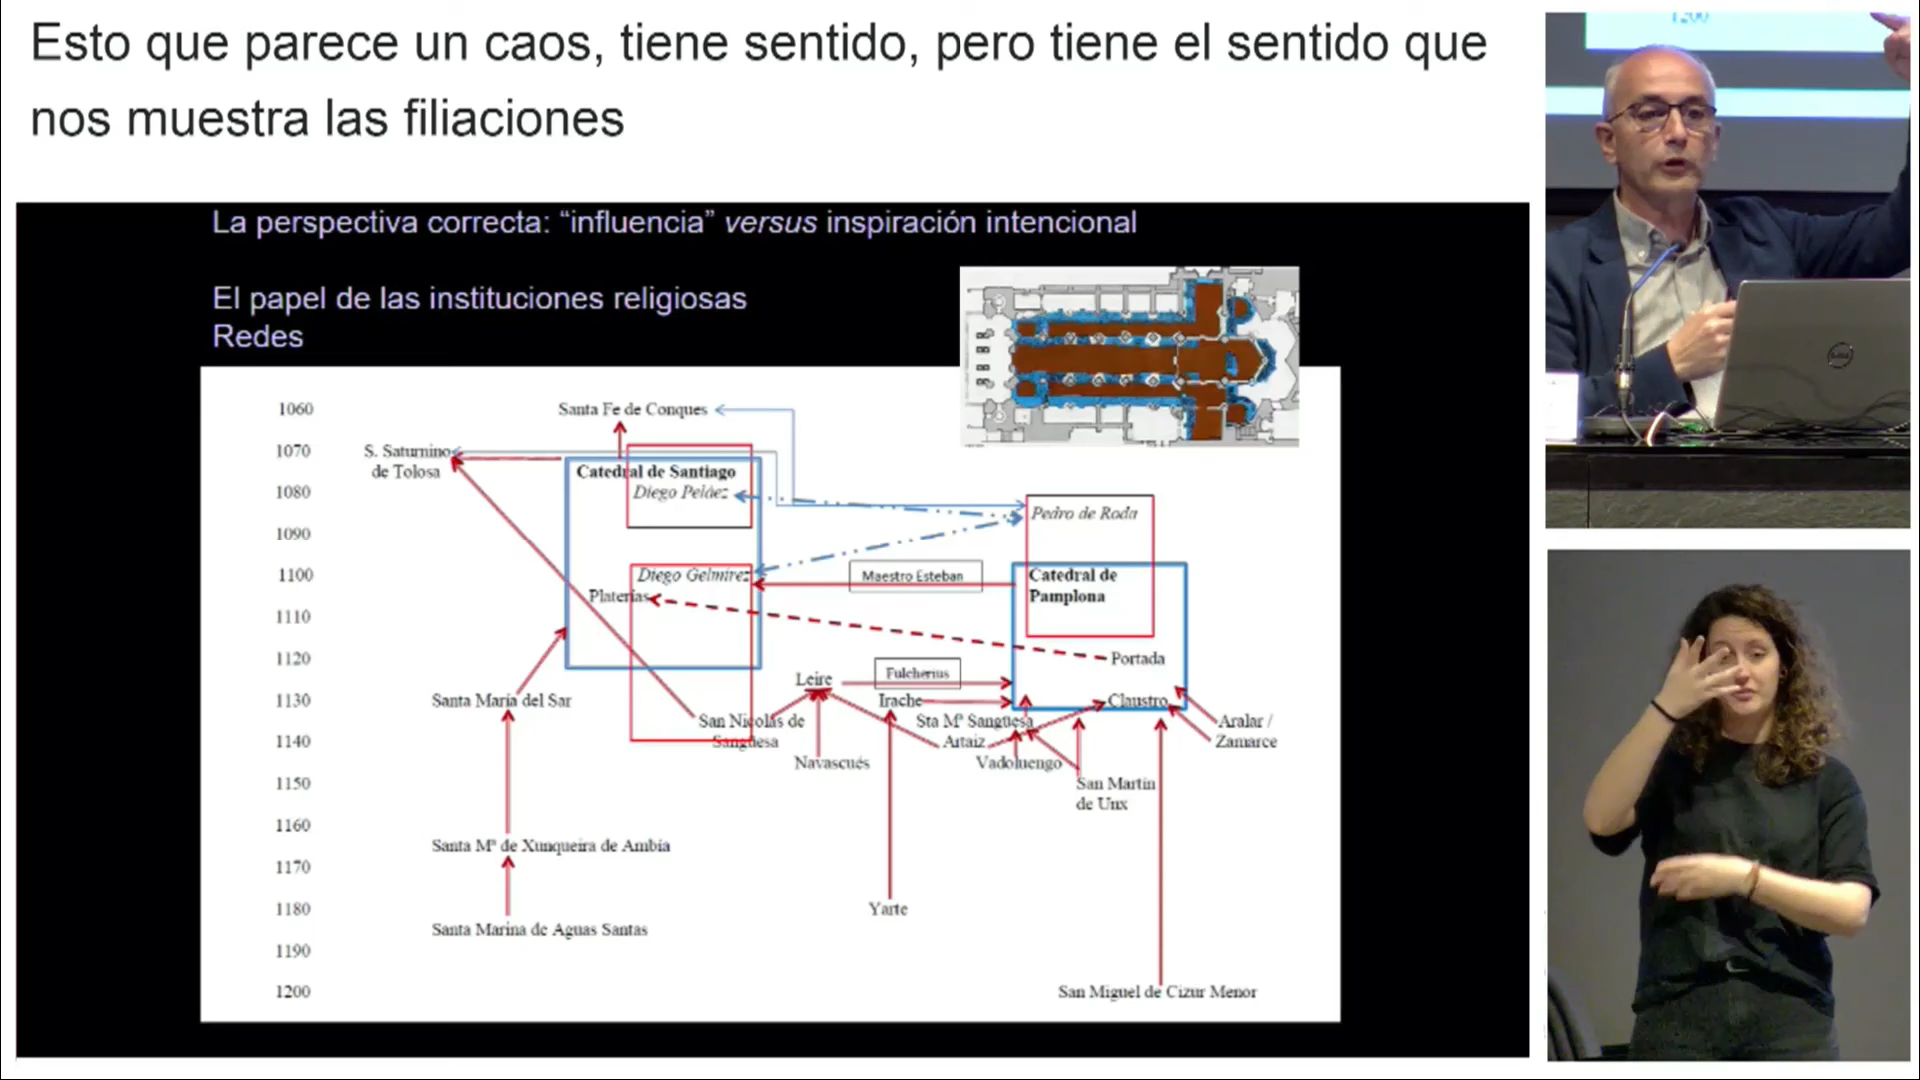 Esto que parece un caos, tiene sentido, pero tiene el sentido que
nos muestra las filiaciones
1200
La perspectiva correcta: “influencia” versus inspiración intencional
El papel de las instituciones religiosas
Redes
1060
Santa Fe de Conques
1070
S. Saturnino
de Tolosa
Catedral de Santiago
1080
Diego Peláez
Pedro de Roda
1090
1100
Diego Gelmírez
Maestro Esteban
Catedral de
Pamplona
Platerías
1110
1120
Portada
Leire
Fulcherius
1130
Santa María del Sar
Irache
Claustro
San Nicolás de
Sangüesa
Sta Mª Sangüesa
Aralar /
Zamarce
1140
Artaiz
Navascués
Vadoluengo
1150
San Martín
de Unx
1160
Santa Mª de Xunqueira de Ambía
1170
1180
Yarte
Santa Marina de Aguas Santas
1190
1200
San Miguel de Cizur Menor
DELL